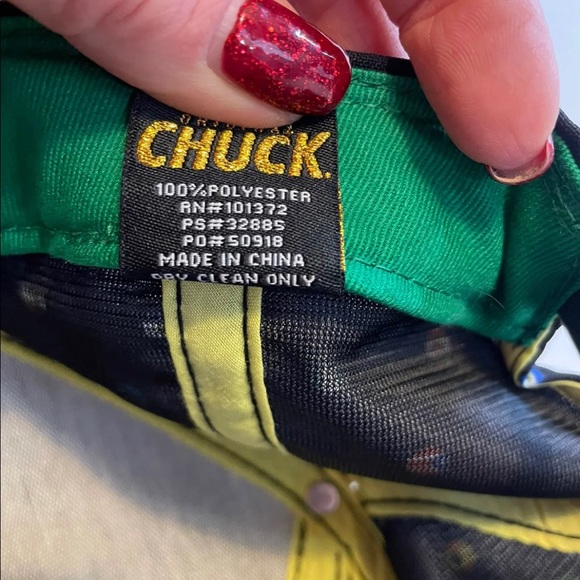 CHUCK.
100%POLYESTER
RN#101372
PS#32885
PO#50918
MADE IN CHINA
DRY CLEAN ONLY